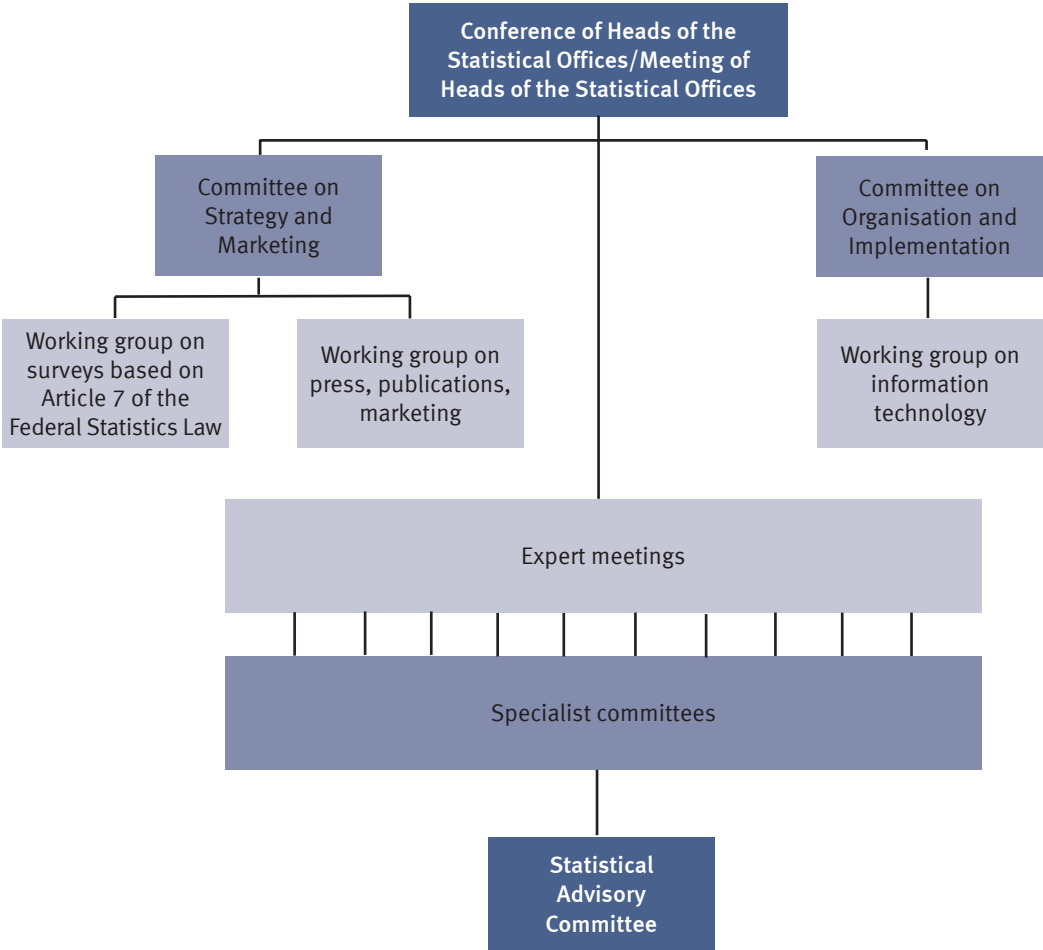 Conference of Heads of the
Statistical Offices/Meeting of
Heads of the Statistical Offices
Committee on
Strategy and
Marketing
Committee on
Organisation and
Implementation
Working group on
surveys based on
Article 7 of the
Federal Statistics Law
Working group on
press, publications,
marketing
Working group on
information
technology
Expert meetings
Specialist committees
Statistical
Advisory
Committee